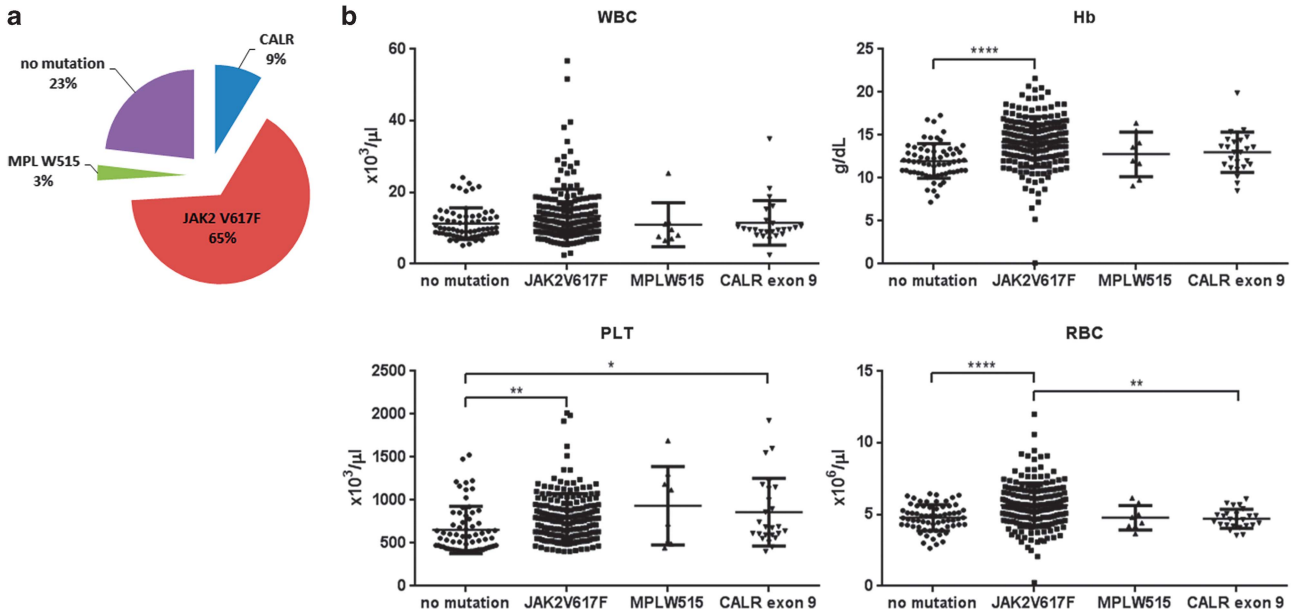 a
CALR
9%
no mutation
23%
MPL W515
3%
JAK2 V617F
65%
b
WBC
x10³/µl
60
40
20
0
no mutation JAK2V617F MPLW515 CALR exon 9
Hb
g/dL
25
20
15
10
5
0
****
no mutation JAK2V617F MPLW515 CALR exon 9
PLT
x10³/µl
2500
2000
1500
1000
500
0
*
**
no mutation JAK2V617F MPLW515 CALR exon 9
RBC
x10⁶/µl
15
10
5
0
****
**
no mutation JAK2V617F MPLW515 CALR exon 9